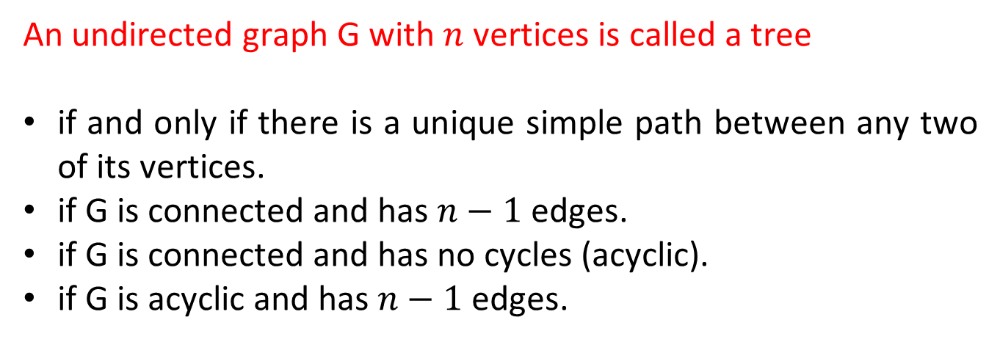 An undirected graph G with n vertices is called a tree
• if and only if there is a unique simple path between any two
of its vertices.
• if G is connected and has n − 1 edges.
• if G is connected and has no cycles (acyclic).
• if G is acyclic and has n − 1 edges.